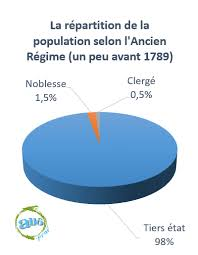 La répartition de la
population selon l'Ancien
Régime (un peu avant 1789)
Noblesse
1,5%
Clergé
0,5%
Tiers état
98%